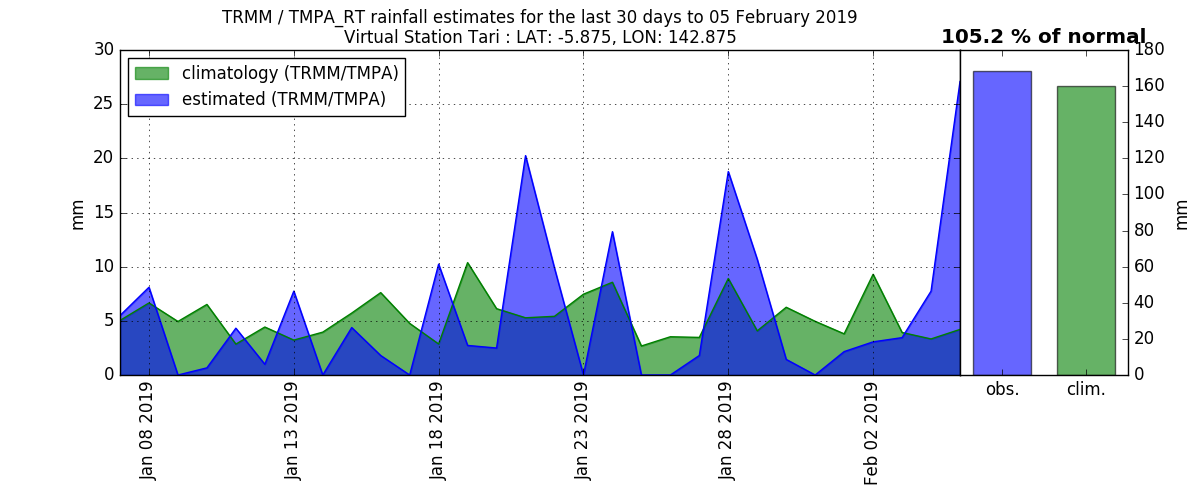 TRMM / TMPA_RT rainfall estimates for the last 30 days to 05 February 2019
Virtual Station Tari : LAT: -5.875, LON: 142.875
105.2 % of normal
climatology (TRMM/TMPA)
estimated (TRMM/TMPA)
30
25
20
15
10
5
0
mm
Jan 08 2019
Jan 13 2019
Jan 18 2019
Jan 23 2019
Jan 28 2019
Feb 02 2019
180
160
140
120
100
80
60
40
20
0
mm
obs.
clim.